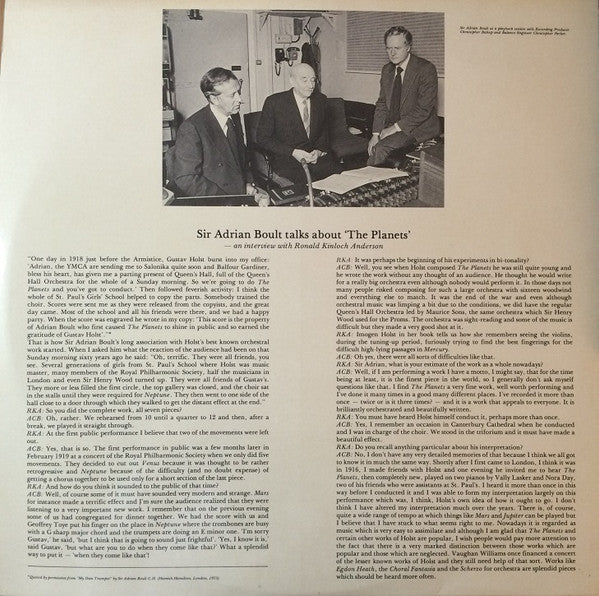 Sir Adrian Boult at a playback session with Recording Producer
Christopher Bishop and Balance Engineer Christopher Parker.
Sir Adrian Boult talks about 'The Planets'
— an interview with Ronald Kinloch Anderson
"One day in 1918 just before the Armistice, Gustav Holst burst into my office:
'Adrian, the YMCA are sending me to Salonika quite soon and Balfour Gardiner,
bless his heart, has given me a parting present of Queen's Hall, full of the Queen's
Hall Orchestra for the whole of a Sunday morning. So we're going to do The
Planets and you've got to conduct'. Then followed feverish activity: I think the
whole of St. Paul's Girls' School helped to copy the parts. Somebody trained the
choir. Scores were sent me as they were released from the copyists, and the great
day came. Most of the school and all his friends were there, and we had a happy
party. When the score was engraved he wrote in my copy: 'This score is the property
of Adrian Boult who first caused The Planets to shine in public and so earned the
gratitude of Gustav Holst'."*
That is how Sir Adrian Boult's long association with Holst's best known orchestral
work started. When I asked him what the reaction of the audience had been on that
Sunday morning sixty years ago he said: "Oh, terrific. They were all friends, you
see. Several generations of girls from St. Paul's School where Holst was music
master, many members of the Royal Philharmonic Society, half the musicians in
London and even Sir Henry Wood turned up. They were all friends of Gustav's.
They more or less filled the first circle, the top gallery was closed, and the choir sat
in the stalls until they were required for Neptune. They then went to one side of the
hall close to a door through which they walked to get the distant effect at the end."
RKA: So you did the complete work, all seven pieces?
ACB: Oh, rather. We rehearsed from 10 until a quarter to 12 and then, after a
break, we played it straight through.
RKA: At the first public performance I believe that two of the movements were left
out.
ACB: Yes, that is so. The first performance in public was a few months later in
February 1919 at a concert of the Royal Philharmonic Society when we only did five
movements. They decided to cut out Venus because it was thought to be rather
retrogressive and Neptune because of the difficulty (and no doubt expense) of
getting a chorus together to be used only for a short section of the last piece.
RKA: And how do you think it sounded to the public of that time?
ACB: Well, of course some of it must have sounded very modern and strange. Mars
for instance made a terrific effect and I'm sure the audience realized that they were
listening to a very important new work. I remember that on the previous evening
some of us had congregated for dinner together. We had the score with us and
Geoffrey Toye put his finger on the place in Neptune where the trombones are busy
with a G sharp major chord and the trumpets are doing an E minor one. 'I'm sorry
Gustav', he said, 'but I think that is going to sound just frightful'. 'Yes, I know it is',
said Gustav, 'but what are you to do when they come like that?' What a splendid
way to put it — 'when they come like that'!
*Quoted by permission from 'My Own Trumpet' by Sir Adrian Boult C.H. (Hamish Hamilton, London, 1973)
RKA: It was perhaps the beginning of his experiments in bi-tonality?
ACB: Well, you see when Holst composed The Planets he was still quite young and
he wrote the work without any thought of an audience. He thought he would write
for a really big orchestra even although nobody would perform it. In those days not
many people risked composing for such a large orchestra with sixteen woodwind
and everything else to match. It was the end of the war and even although
orchestral music was limping a bit due to the conditions, we did have the regular
Queen's Hall Orchestra led by Maurice Sons, the same orchestra which Sir Henry
Wood used for the Proms. The orchestra was sight-reading and some of the music is
difficult but they made a very good shot at it.
RKA: Imogen Holst in her book tells us how she remembers seeing the violins,
during the tuning-up period, furiously trying to find the best fingerings for the
difficult high-lying passages in Mercury.
ACB: Oh yes, there were all sorts of difficulties like that.
RKA: Sir Adrian, what is your estimate of the work as a whole nowadays?
ACB: Well, if I am performing a work I have a motto, I might say, that for the time
being at least, it is the finest piece in the world, so I generally don't ask myself
questions like that. I find The Planets a very fine work, well worth performing and
I've done it many times in a good many different places. I've recorded it more than
once — twice or is it three times? — and it is a work that appeals to everyone. It is
brilliantly orchestrated and beautifully written.
RKA: You must have heard Holst himself conduct it, perhaps more than once.
ACB: Yes, I remember an occasion in Canterbury Cathedral when he conducted
and I was in charge of the choir. We stood in the triforium and it must have made a
beautiful effect.
RKA: Do you recall anything particular about his interpretation?
ACB: No, I don't have any very detailed memories of that because I think we all got
to know it in much the same way. Shortly after I first came to London, I think it was
in 1916, I made friends with Holst and one evening he invited me to hear The
Planets, then completely new, played on two pianos by Vally Lasker and Nora Day,
two of his friends who were assistants at St. Paul's. I heard it more than once in this
way before I conducted it and I was able to form my interpretation largely on this
performance which was, I think, Holst's own idea of how it ought to go. I don't
think I have altered my interpretation much over the years. There is, of course,
quite a wide range of tempo at which things like Mars and Jupiter can be played but
I believe that I have stuck to what seems right to me. Nowadays it is regarded as
music which is very easy to assimilate and although I am glad that The Planets and
certain other works of Holst are popular, I wish people would pay more attention to
the fact that there is a very marked distinction between those works which are
popular and those which are neglected. Vaughan Williams once financed a concert
of the lesser known works of Holst and they still need help of that sort. Works like
Egdon Heath, the Choral Fantasia and the Scherzo for orchestra are splendid pieces
which should be heard more often.